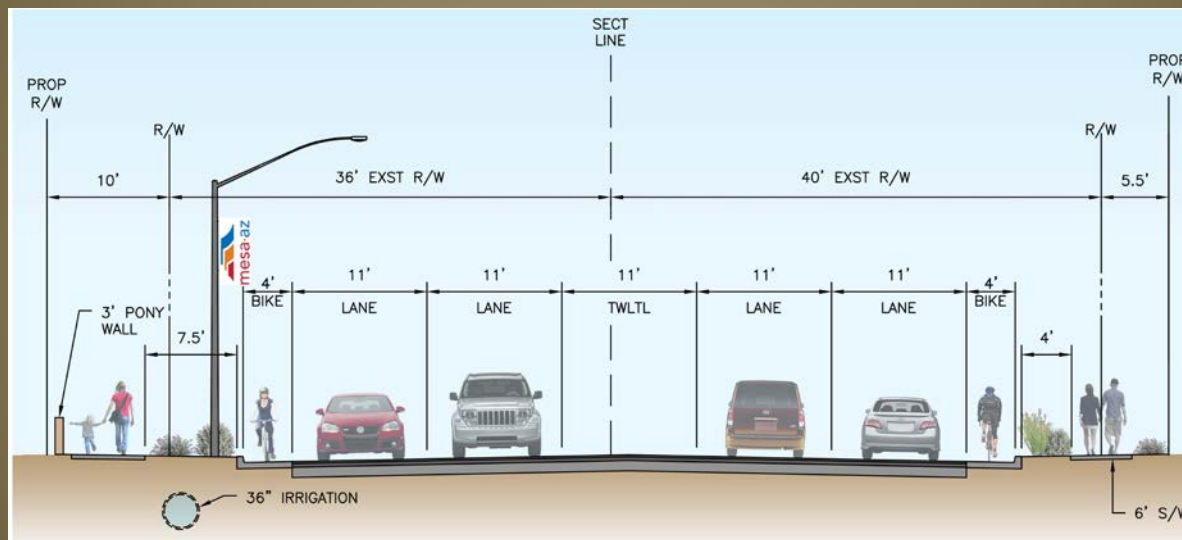 SECT
LINE
PROP
R/W
PROP
R/W
R/W
R/W
10'
36' EXST R/W
40' EXST R/W
5.5'
mesa·az
4'
BIKE
11'
LANE
11'
LANE
11'
TWLTL
11'
LANE
11'
LANE
4'
BIKE
3' PONY
WALL
7.5'
4'
36" IRRIGATION
6' S/W